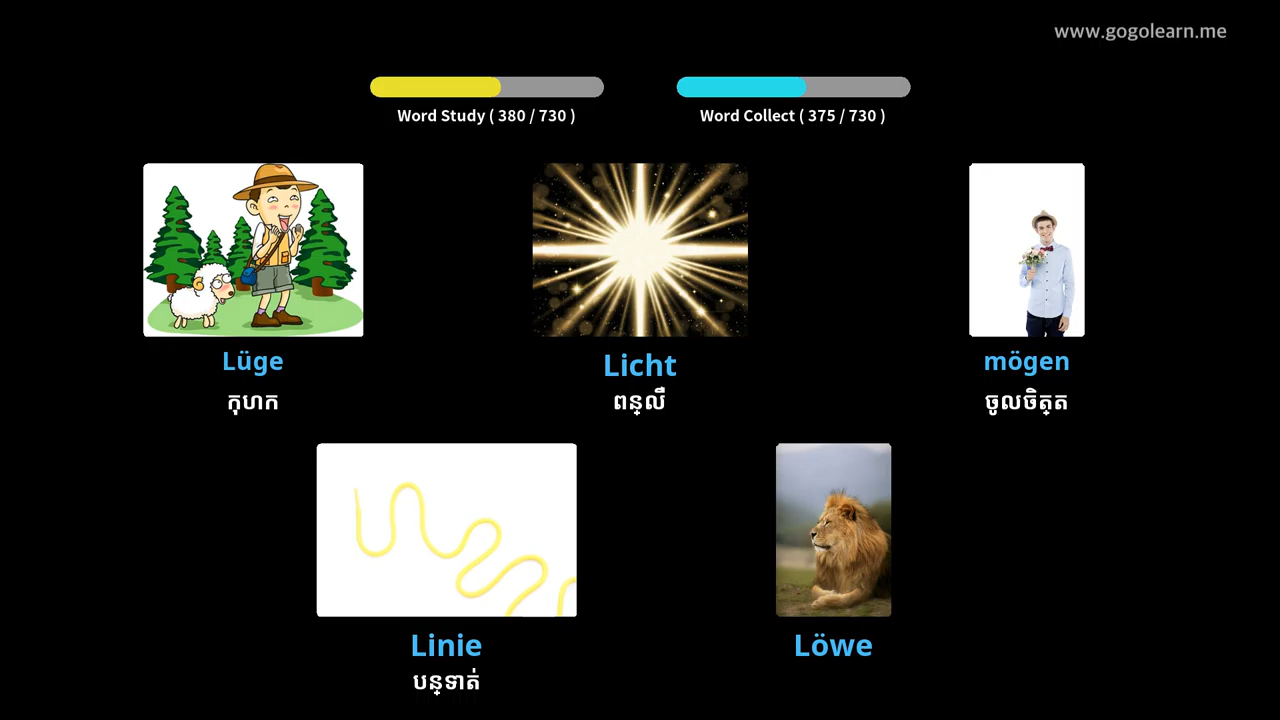 www.gogolearn.me
Word Study ( 380 / 730 )
Word Collect ( 375 / 730 )
Lüge
Licht
mögen
កុហក
ពន្លឺ
ចូលចិត្ត
Linie
Löwe
បន្ទាត់